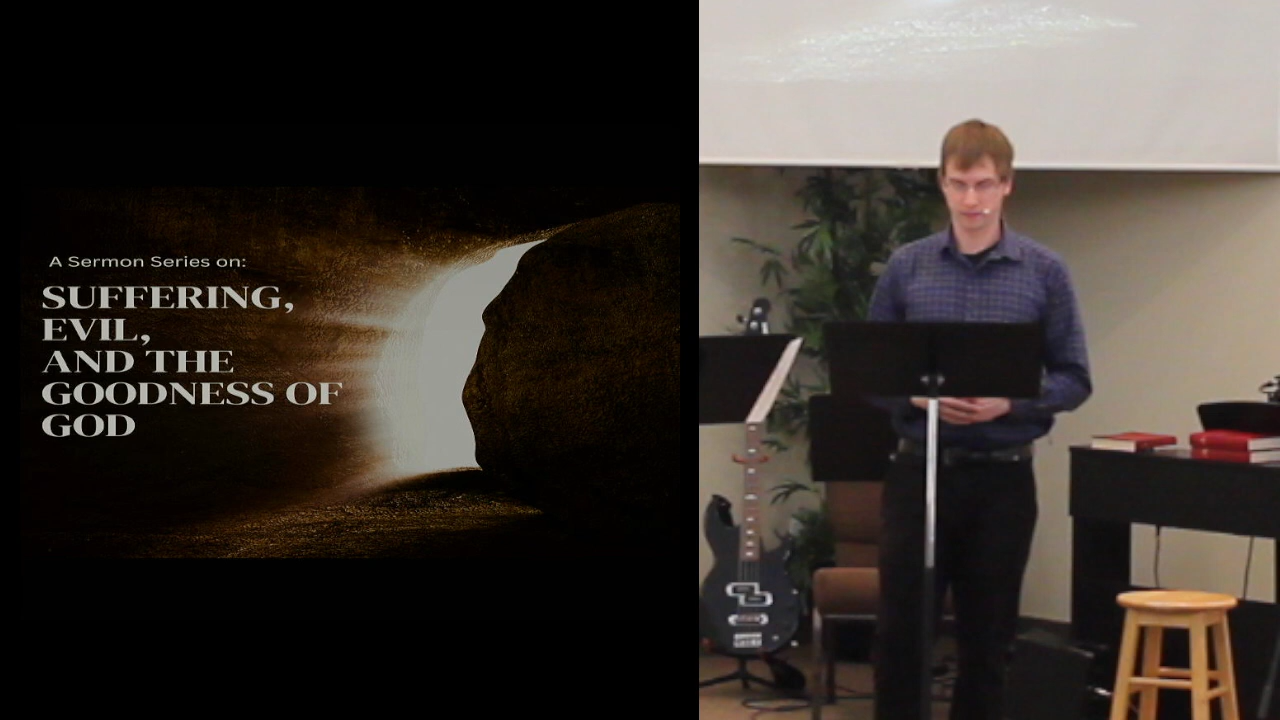 A Sermon Series on:
SUFFERING,
EVIL,
AND THE
GOODNESS OF
GOD